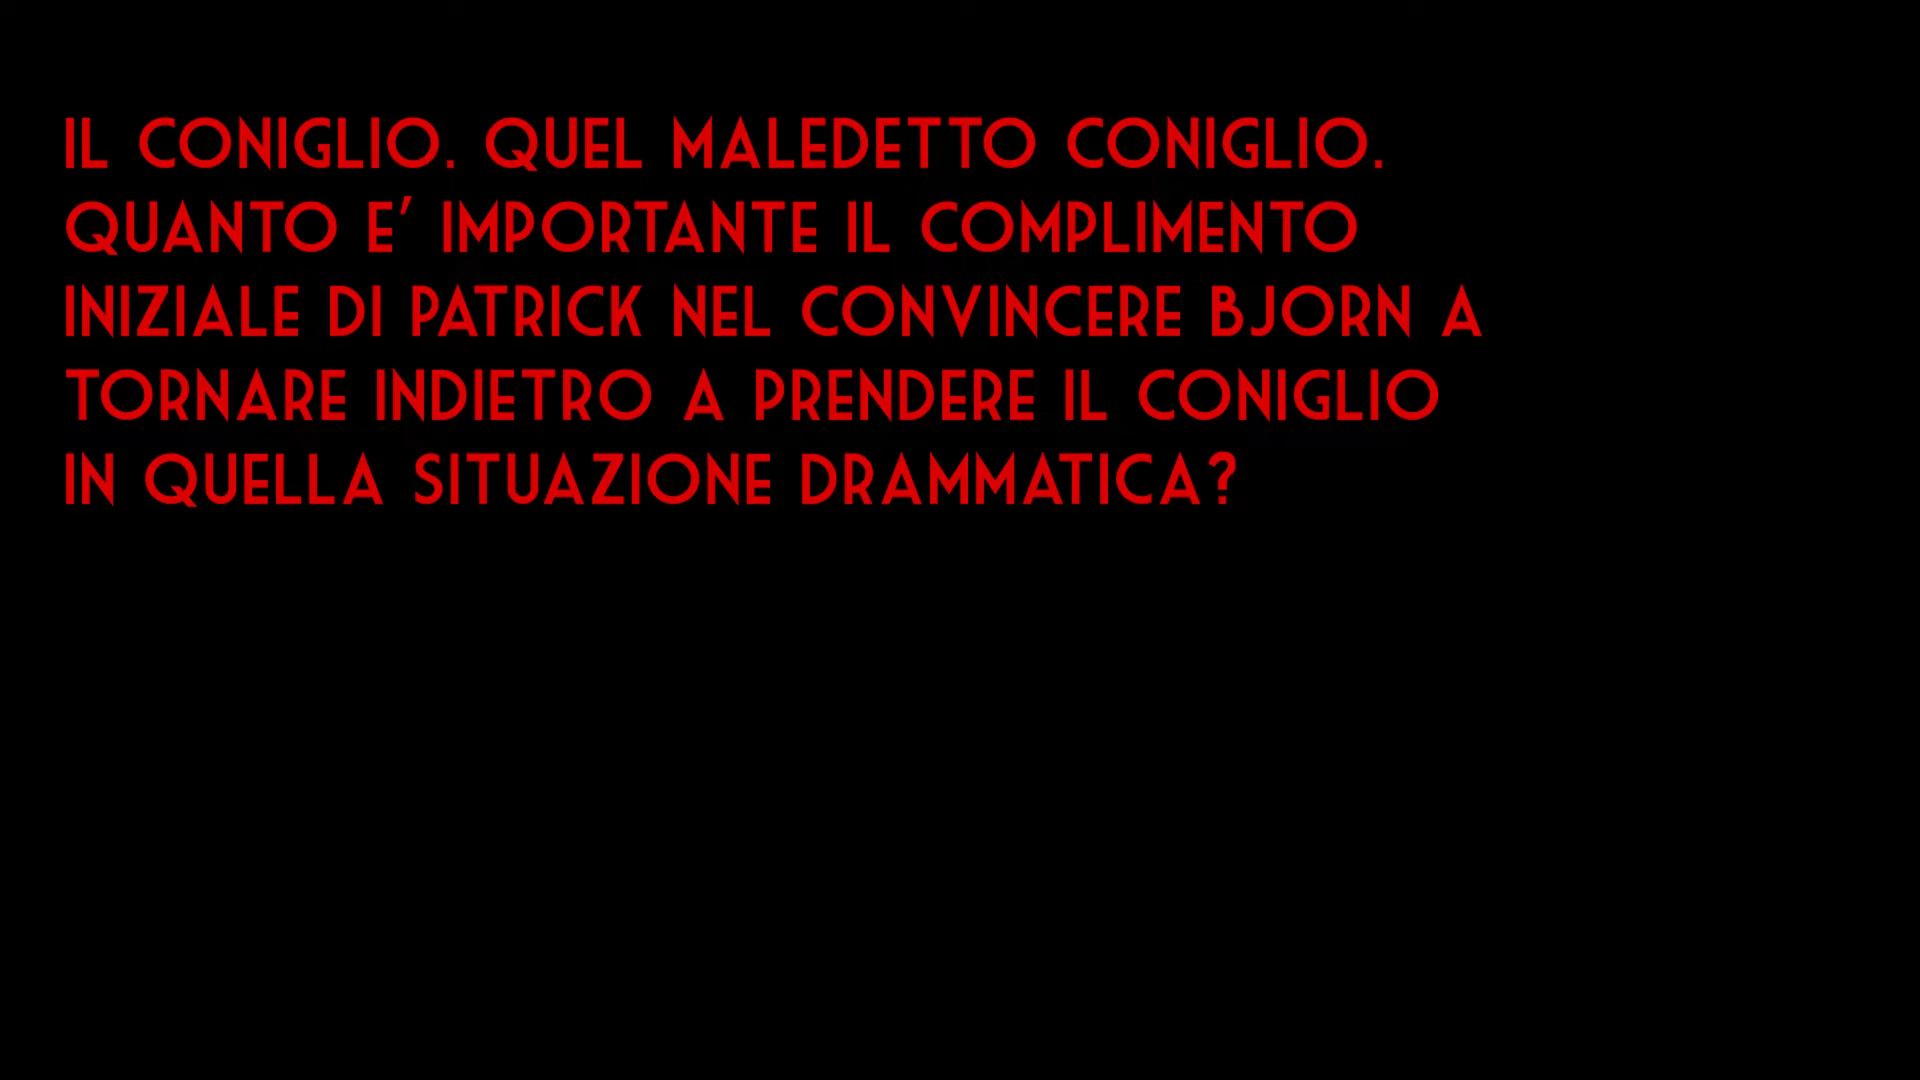 IL CONIGLIO. QUEL MALEDETTO CONIGLIO.
QUANTO E' IMPORTANTE IL COMPLIMENTO
INIZIALE DI PATRICK NEL CONVINCERE BJORN A
TORNARE INDIETRO A PRENDERE IL CONIGLIO
IN QUELLA SITUAZIONE DRAMMATICA?